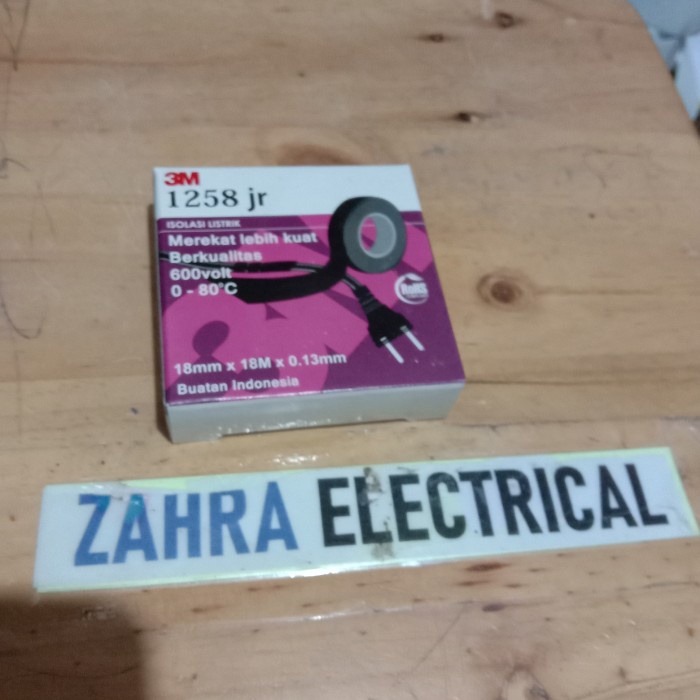 3M
1258 jr
ISOLASI LISTRIK
Merekat lebih kuat
Berkualitas
600volt
0 - 80°C
RoHS
18mm x 18M x 0.13mm
Buatan Indonesia
ZAHRA ELECTRICAL